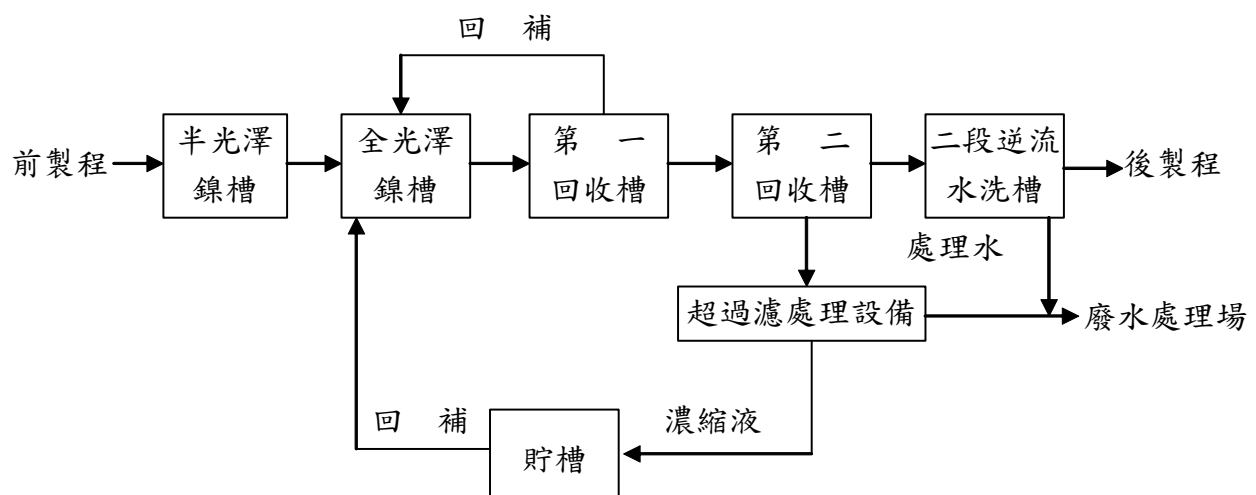 回 補
前製程
半光澤
鎳槽
全光澤
鎳槽
第 一
回收槽
第 二
回收槽
二段逆流
水洗槽
後製程
處理水
超過濾處理設備
廢水處理場
回 補
濃縮液
貯槽